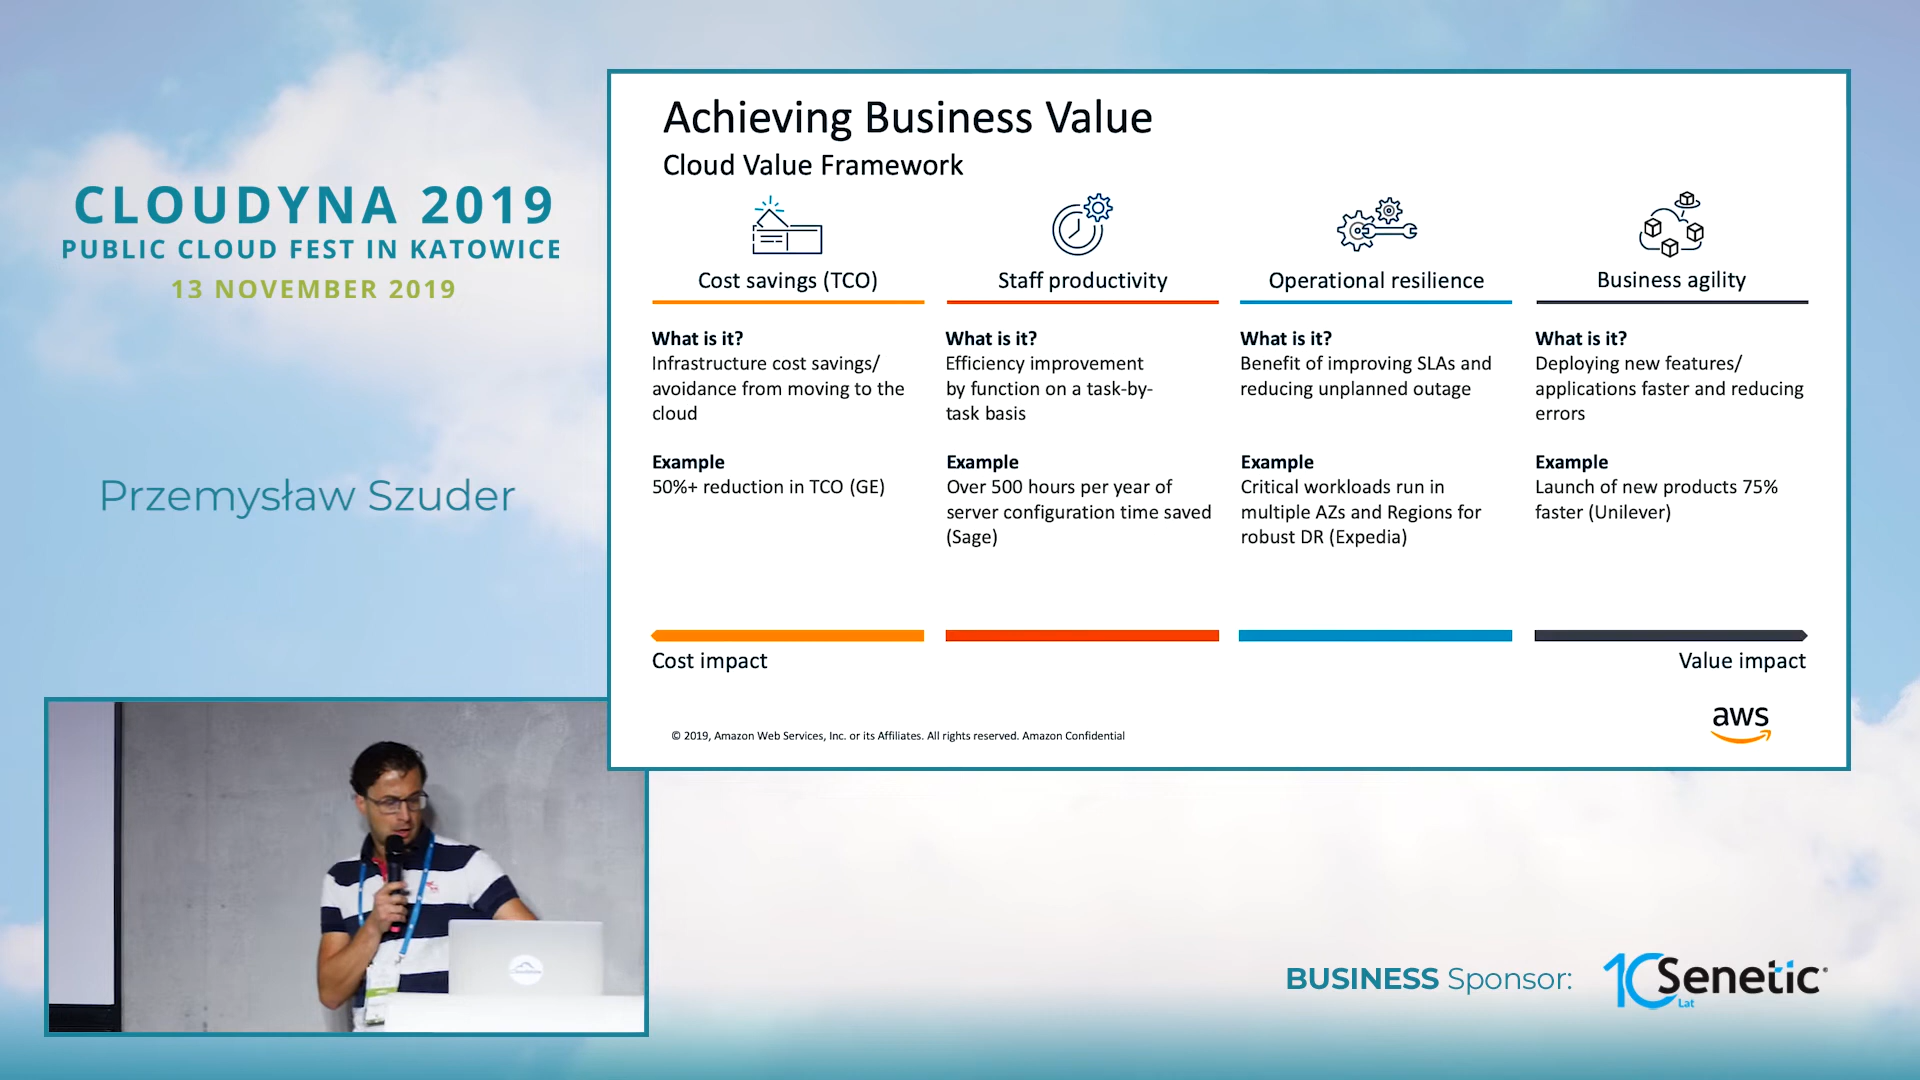 CLOUDYNA 2019
PUBLIC CLOUD FEST IN KATOWICE
13 NOVEMBER 2019
Przemysław Szuder
Achieving Business Value
Cloud Value Framework
Cost savings (TCO)
What is it?
Infrastructure cost savings/
avoidance from moving to the
cloud
Example
50%+ reduction in TCO (GE)
Staff productivity
What is it?
Efficiency improvement
by function on a task-by-
task basis
Example
Over 500 hours per year of
server configuration time saved
(Sage)
Operational resilience
What is it?
Benefit of improving SLAs and
reducing unplanned outage
Example
Critical workloads run in
multiple AZs and Regions for
robust DR (Expedia)
Business agility
What is it?
Deploying new features/
applications faster and reducing
errors
Example
Launch of new products 75%
faster (Unilever)
Cost impact
Value impact
© 2019, Amazon Web Services, Inc. or its Affiliates. All rights reserved. Amazon Confidential
aws
BUSINESS Sponsor:
10 Lat Senetic